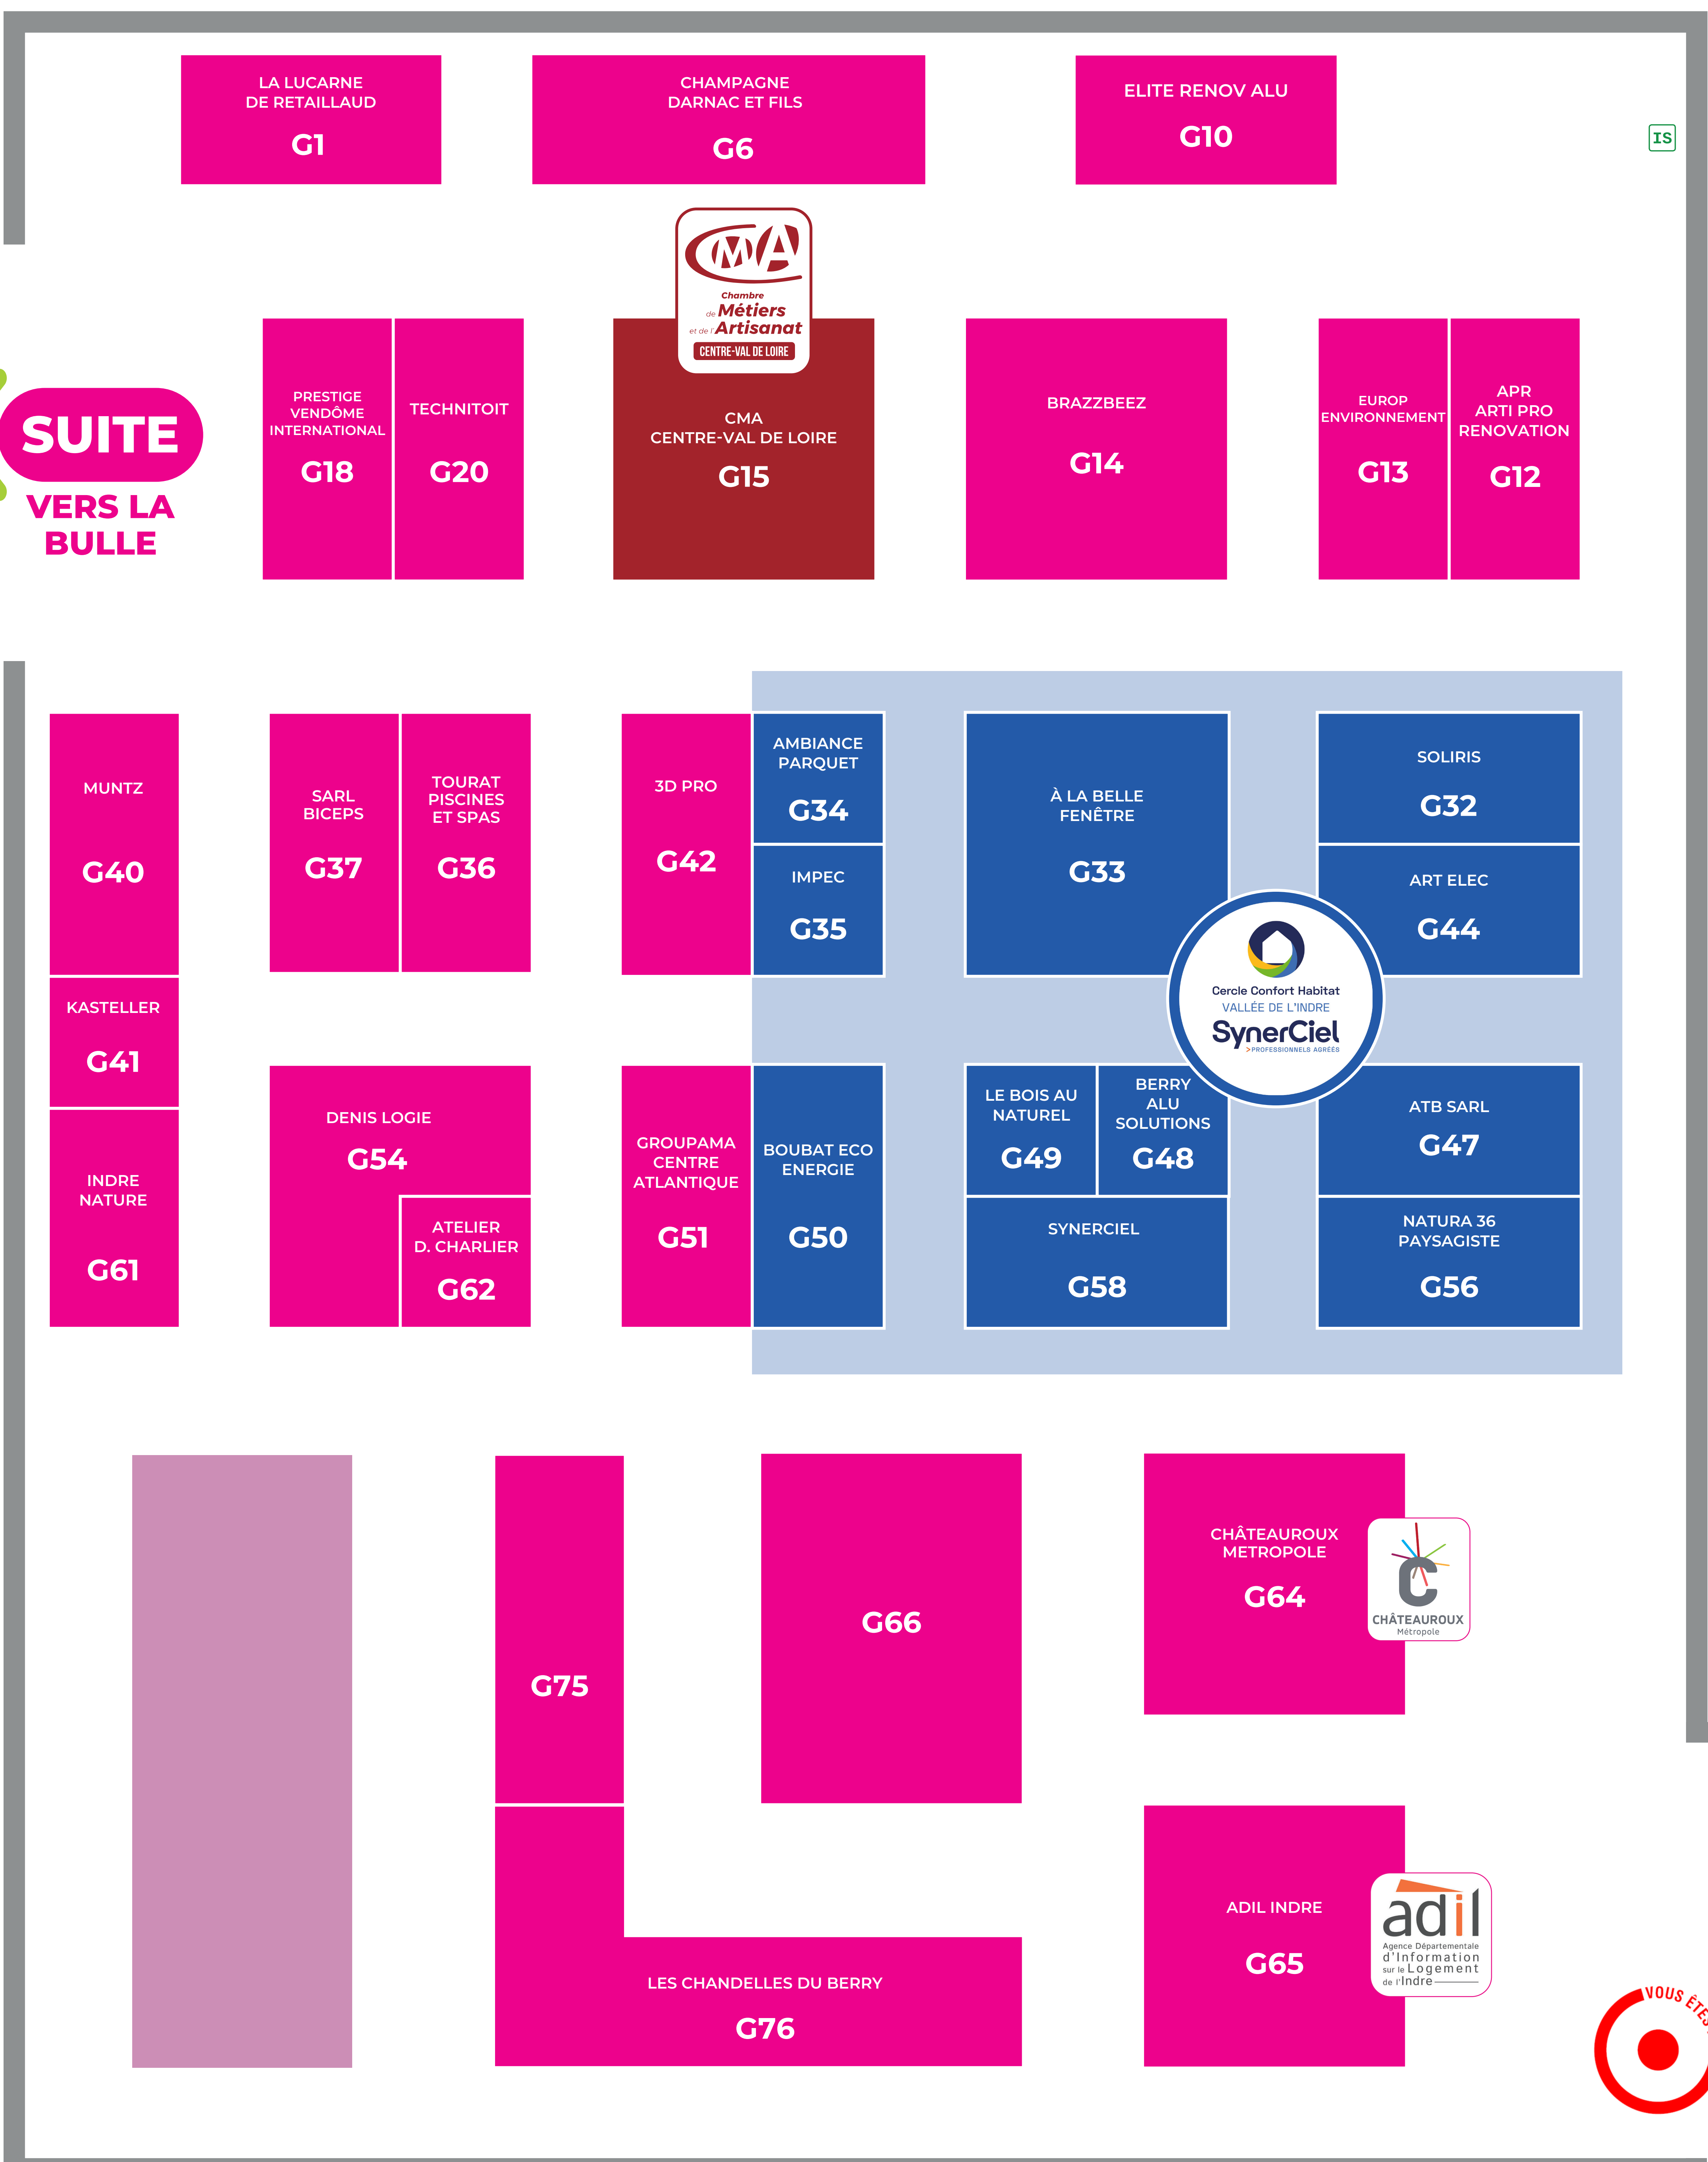 LA LUCARNE
DE RETAILLAUD
G1
CHAMPAGNE
DARNAC ET FILS
G6
ELITE RENOV ALU
G10
IS
CMA
Chambre
de Métiers
et de l'Artisanat
CENTRE-VAL DE LOIRE
SUITE
VERS LA
BULLE
PRESTIGE
VENDÔME
INTERNATIONAL
G18
TECHNITOIT
G20
CMA
CENTRE-VAL DE LOIRE
G15
BRAZZBEEZ
G14
EUROP
ENVIRONNEMENT
G13
APR
ARTI PRO
RENOVATION
G12
MUNTZ
G40
SARL
BICEPS
G37
TOURAT
PISCINES
ET SPAS
G36
3D PRO
G42
AMBIANCE
PARQUET
G34
IMPEC
G35
À LA BELLE
FENÊTRE
G33
SOLIRIS
G32
ART ELEC
G44
Cercle Confort Habitat
VALLÉE DE L'INDRE
SynerCiel
>PROFESSIONNELS AGRÉÉS
KASTELLER
G41
INDRE
NATURE
G61
DENIS LOGIE
G54
ATELIER
D. CHARLIER
G62
GROUPAMA
CENTRE
ATLANTIQUE
G51
BOUBAT ECO
ENERGIE
G50
LE BOIS AU
NATUREL
G49
BERRY
ALU
SOLUTIONS
G48
SYNERCIEL
G58
ATB SARL
G47
NATURA 36
PAYSAGISTE
G56
G75
G66
CHÂTEAUROUX
METROPOLE
G64
C
CHÂTEAUROUX
Métropole
LES CHANDELLES DU BERRY
G76
ADIL INDRE
G65
adil
Agence Départementale
d'Information
sur le Logement
de l'Indre
VOUS ÊTES